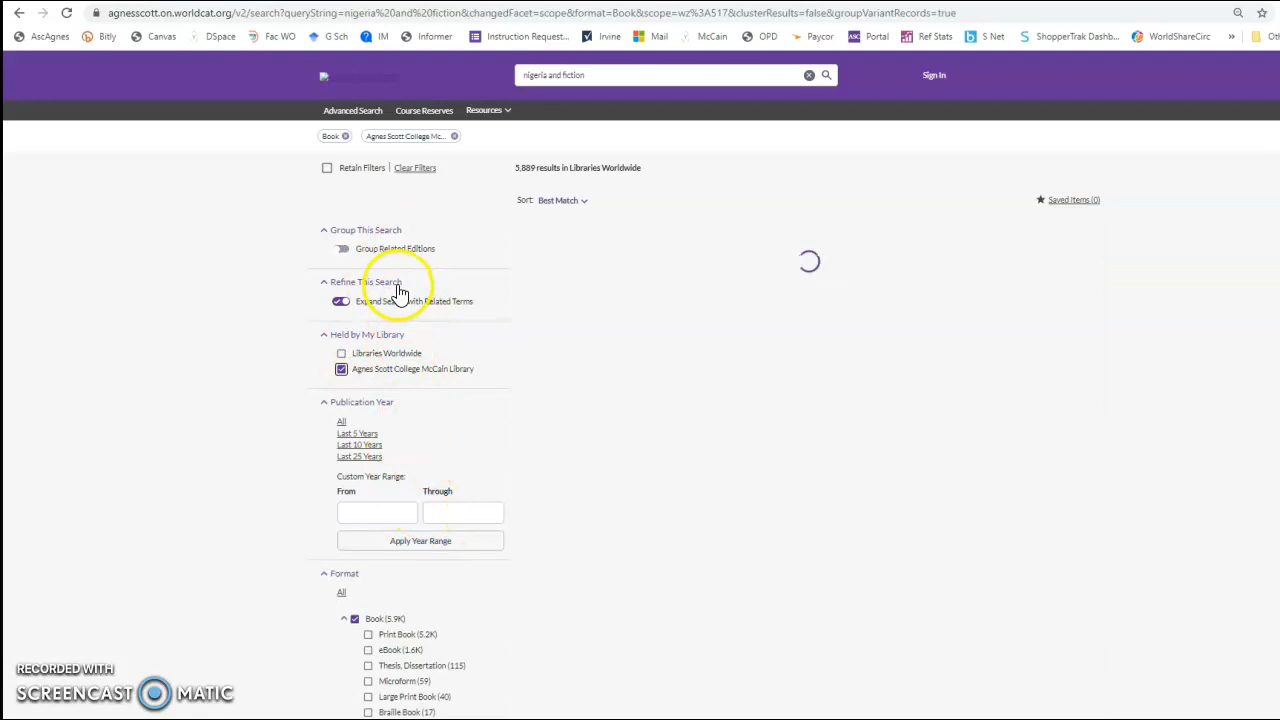 agnesscott.on.worldcat.org/v2/search?queryString=nigeria%20and%20fiction&changedFacet=scope&format=Book&scope=wz%3A517&clusterResults=false&groupVariantRecords=true
AscAgnes Bitly Canvas DSpace Fac WO G Sch IM Informer Instruction Request... Irvine Mail McCain OPD Paycor Portal Ref Stats S Net ShopperTrak Dashb... WorldShareCirc » Oth
nigeria and fiction
Sign In
Advanced Search Course Reserves Resources
Book Agnes Scott College Mc...
Retain Filters | Clear Filters
5,889 results in Libraries Worldwide
Sort: Best Match
Saved Items (0)
Group This Search
Group Related Editions
Refine This Search
Expand Search with Related Terms
Held by My Library
Libraries Worldwide
Agnes Scott College McCain Library
Publication Year
All
Last 5 Years
Last 10 Years
Last 25 Years
Custom Year Range:
From Through
Apply Year Range
Format
All
Book (5.9K)
Print Book (5.2K)
eBook (1.6K)
Thesis, Dissertation (115)
Microform (59)
Large Print Book (40)
Braille Book (17)
RECORDED WITH
SCREENCAST MATIC